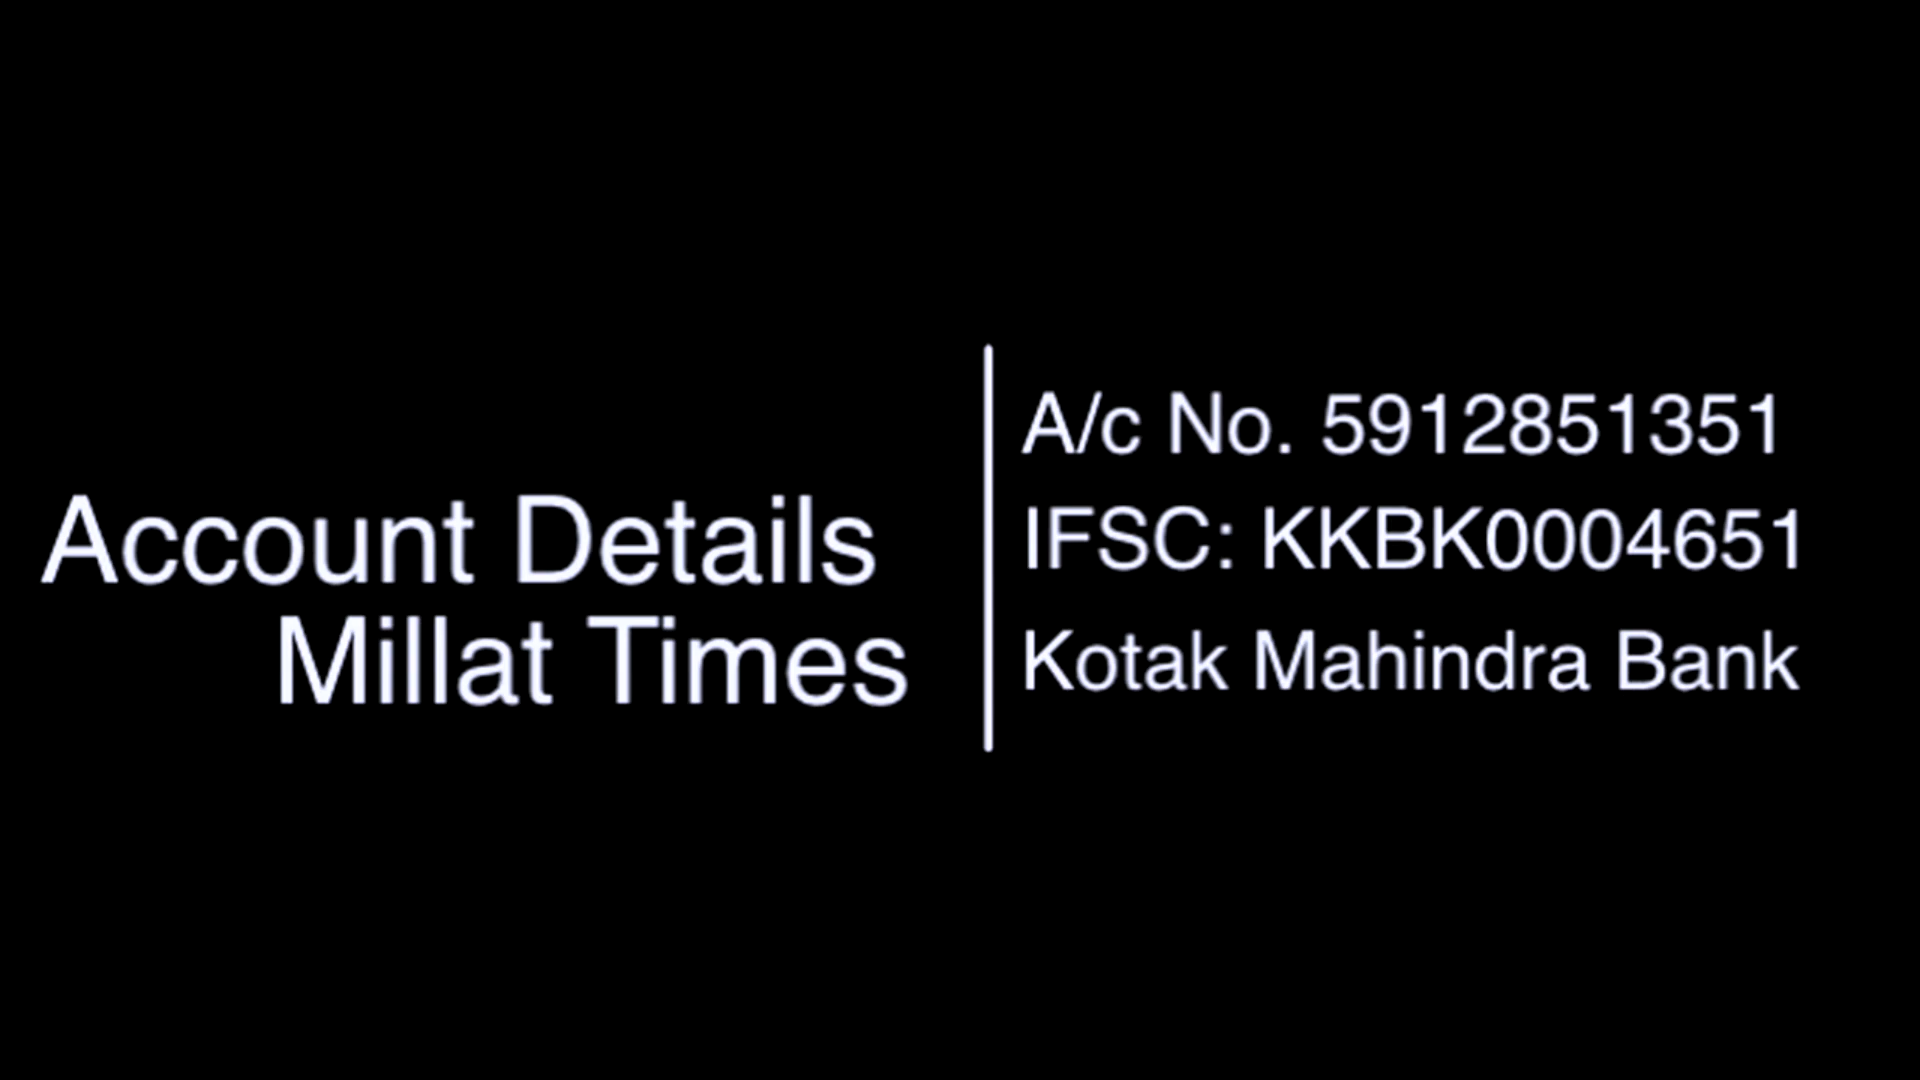 Account Details
Millat Times
A/c No. 5912851351
IFSC: KKBK0004651
Kotak Mahindra Bank